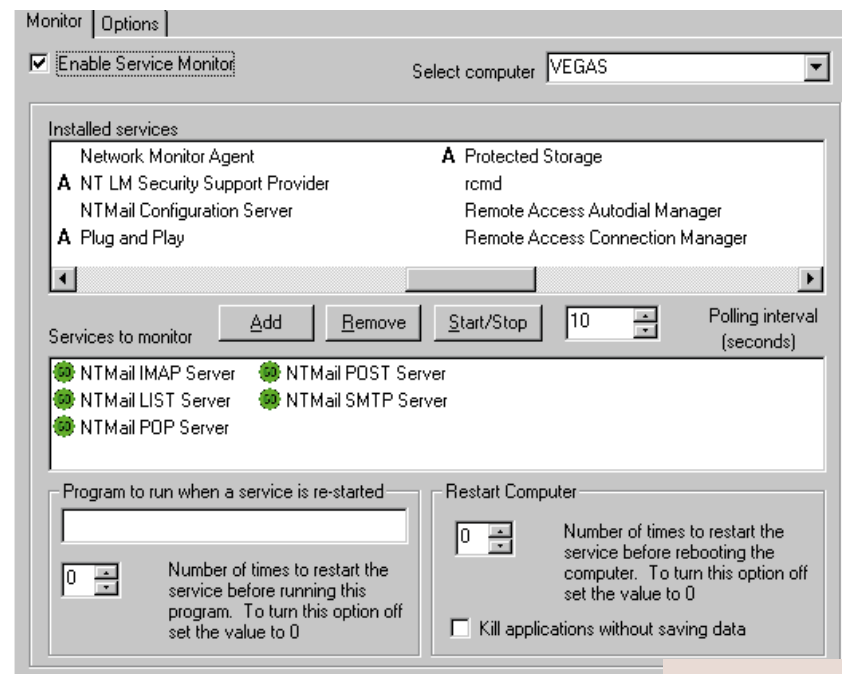 Monitor Options
Enable Service Monitor
Select computer VEGAS
Installed services
Network Monitor Agent
A NT LM Security Support Provider
NTMail Configuration Server
A Plug and Play
A Protected Storage
rcmd
Remote Access Autodial Manager
Remote Access Connection Manager
Services to monitor
Add Remove Start/Stop 10
Polling interval
(seconds)
GO NTMail IMAP Server
GO NTMail LIST Server
GO NTMail POP Server
GO NTMail POST Server
GO NTMail SMTP Server
Program to run when a service is re-started
0
Number of times to restart the
service before running this
program. To turn this option off
set the value to 0
Restart Computer
0
Number of times to restart the
service before rebooting the
computer. To turn this option off
set the value to 0
Kill applications without saving data